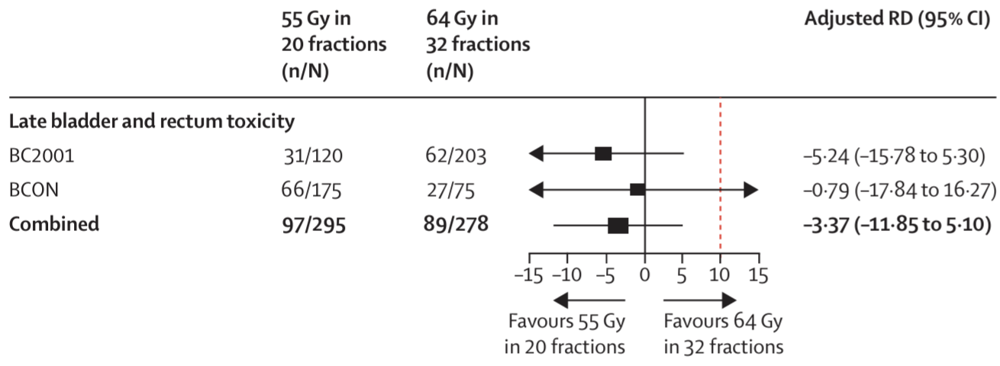 55 Gy in 20 fractions (n/N) 64 Gy in 32 fractions (n/N) Adjusted RD (95% CI)
Late bladder and rectum toxicity
BC2001 31/120 62/203 –5·24 (–15·78 to 5·30)
BCON 66/175 27/75 –0·79 (–17·84 to 16·27)
Combined 97/295 89/278 –3·37 (–11·85 to 5·10)
–15 –10 –5 0 5 10 15
Favours 55 Gy in 20 fractions
Favours 64 Gy in 32 fractions